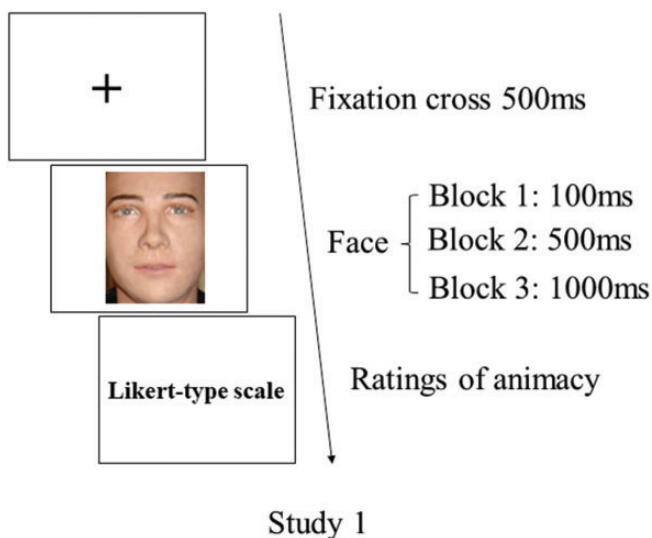 +
Fixation cross 500ms
Face
Block 1: 100ms
Block 2: 500ms
Block 3: 1000ms
Likert-type scale
Ratings of animacy
Study 1